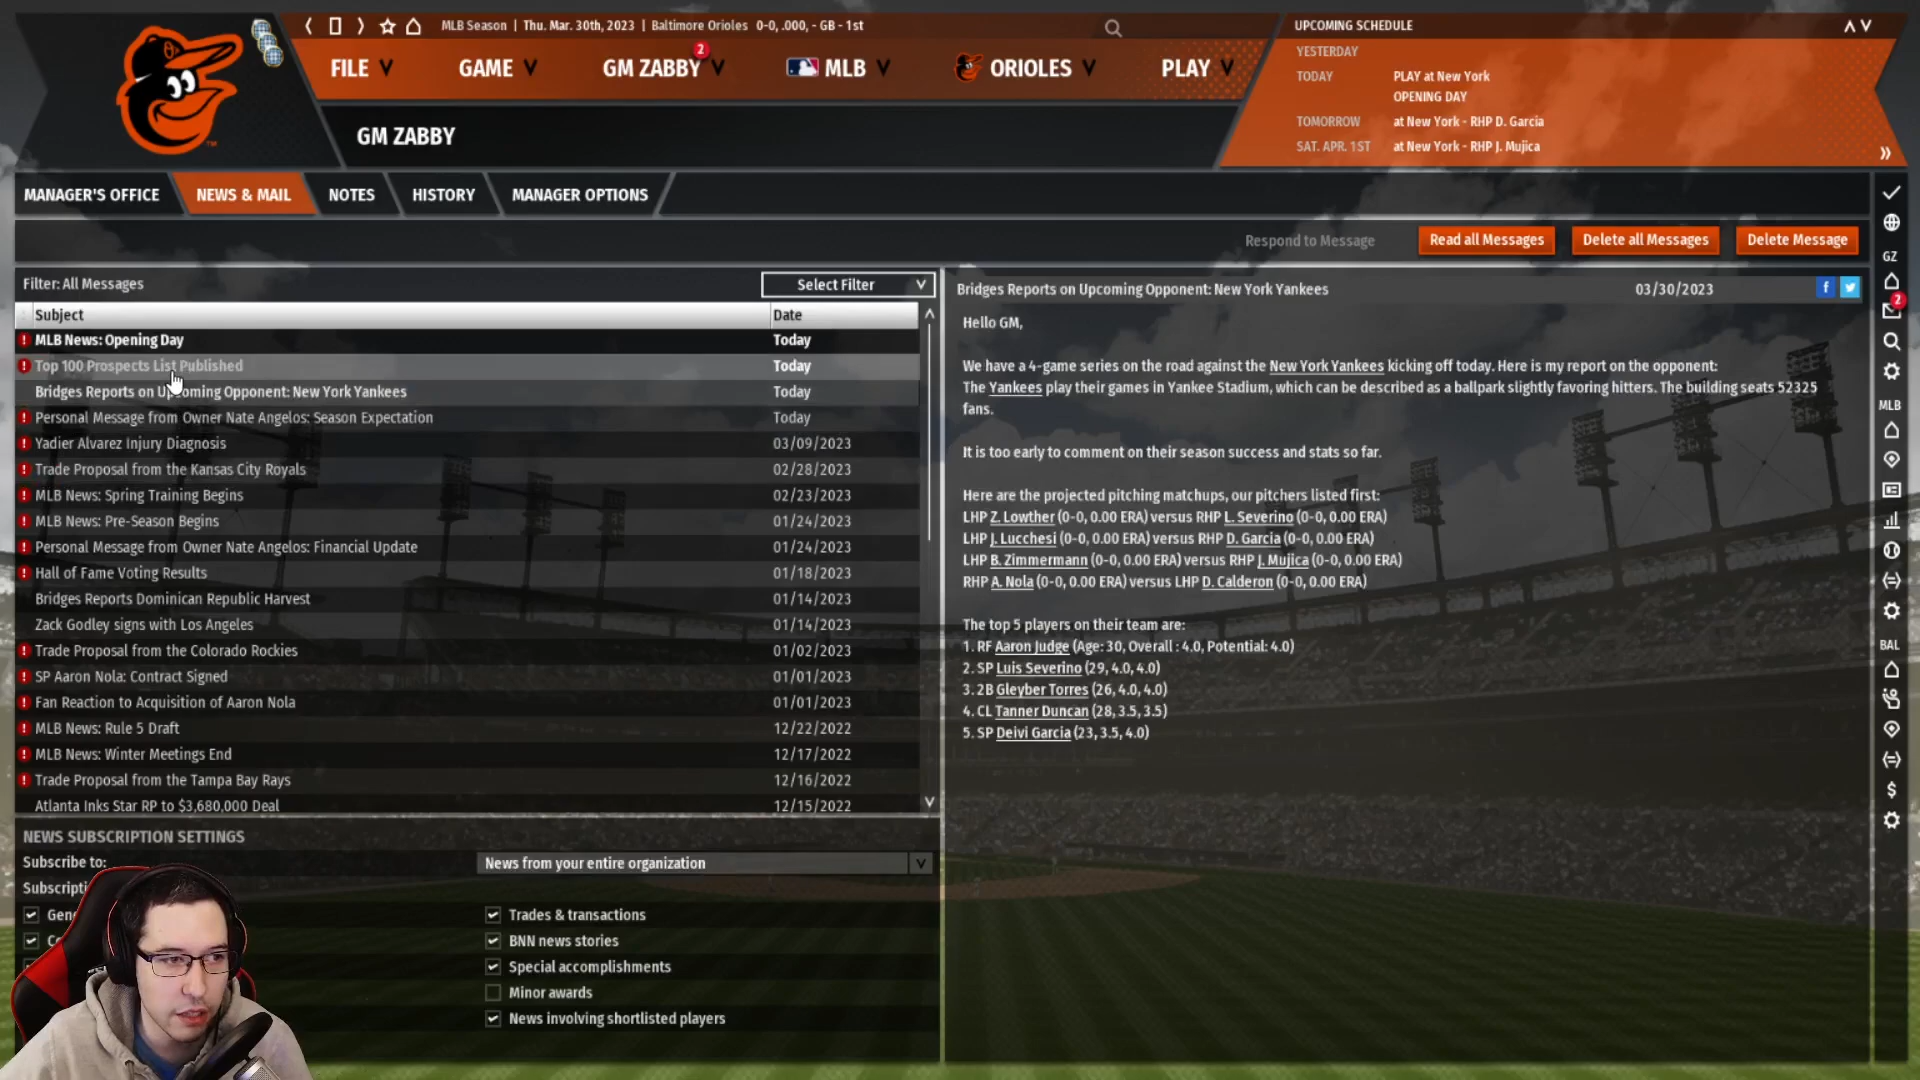 MLB Season | Thu. Mar. 30th, 2023 | Baltimore Orioles 0-0, .000, - GB - 1st
FILE
GAME
GM ZABBY
2
MLB
ORIOLES
PLAY
GM ZABBY
UPCOMING SCHEDULE
YESTERDAY
TODAY PLAY at New York
OPENING DAY
TOMORROW at New York - RHP D. Garcia
SAT. APR. 1ST at New York - RHP J. Mujica
MANAGER'S OFFICE
NEWS & MAIL
NOTES
HISTORY
MANAGER OPTIONS
Respond to Message
Read all Messages
Delete all Messages
Delete Message
Filter: All Messages
Select Filter
Subject Date
MLB News: Opening Day Today
Top 100 Prospects List Published Today
Bridges Reports on Upcoming Opponent: New York Yankees Today
Personal Message from Owner Nate Angelos: Season Expectation Today
Yadier Alvarez Injury Diagnosis 03/09/2023
Trade Proposal from the Kansas City Royals 02/28/2023
MLB News: Spring Training Begins 02/23/2023
MLB News: Pre-Season Begins 01/24/2023
Personal Message from Owner Nate Angelos: Financial Update 01/24/2023
Hall of Fame Voting Results 01/18/2023
Bridges Reports Dominican Republic Harvest 01/14/2023
Zack Godley signs with Los Angeles 01/14/2023
Trade Proposal from the Colorado Rockies 01/02/2023
SP Aaron Nola: Contract Signed 01/01/2023
Fan Reaction to Acquisition of Aaron Nola 01/01/2023
MLB News: Rule 5 Draft 12/22/2022
MLB News: Winter Meetings End 12/17/2022
Trade Proposal from the Tampa Bay Rays 12/16/2022
Atlanta Inks Star RP to $3,680,000 Deal 12/15/2022
NEWS SUBSCRIPTION SETTINGS
Subscribe to: News from your entire organization
Trades & transactions
BNN news stories
Special accomplishments
Minor awards
News involving shortlisted players
Bridges Reports on Upcoming Opponent: New York Yankees 03/30/2023
Hello GM,
We have a 4-game series on the road against the New York Yankees kicking off today. Here is my report on the opponent:
The Yankees play their games in Yankee Stadium, which can be described as a ballpark slightly favoring hitters. The building seats 52325
fans.
It is too early to comment on their season success and stats so far.
Here are the projected pitching matchups, our pitchers listed first:
LHP Z. Lowther (0-0, 0.00 ERA) versus RHP L. Severino (0-0, 0.00 ERA)
LHP J. Lucchesi (0-0, 0.00 ERA) versus RHP D. Garcia (0-0, 0.00 ERA)
LHP B. Zimmermann (0-0, 0.00 ERA) versus RHP J. Mujica (0-0, 0.00 ERA)
RHP A. Nola (0-0, 0.00 ERA) versus LHP D. Calderon (0-0, 0.00 ERA)
The top 5 players on their team are:
1. RF Aaron Judge (Age: 30, Overall : 4.0, Potential: 4.0)
2. SP Luis Severino (29, 4.0, 4.0)
3. 2B Gleyber Torres (26, 4.0, 4.0)
4. CL Tanner Duncan (28, 3.5, 3.5)
5. SP Deivi Garcia (23, 3.5, 4.0)
GZ
2
MLB
BAL